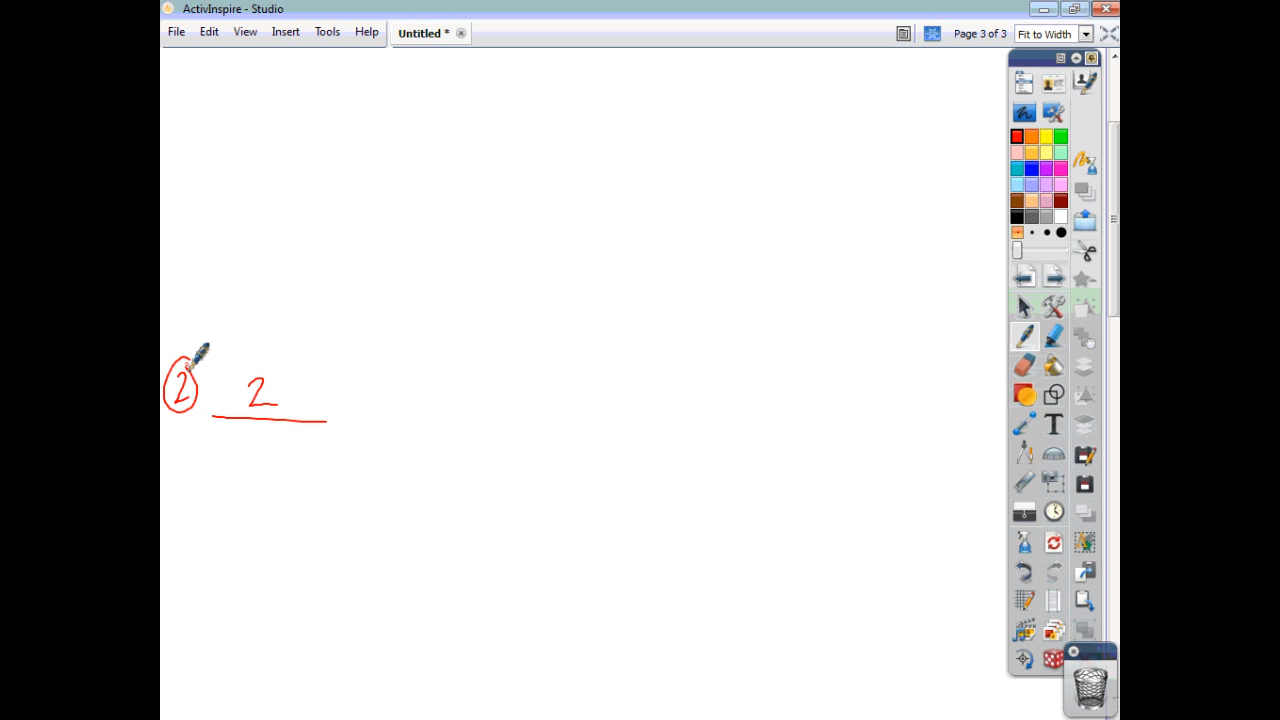 ActivInspire - Studio
File Edit View Insert Tools Help Untitled * Page 3 of 3 Fit to Width
2 2